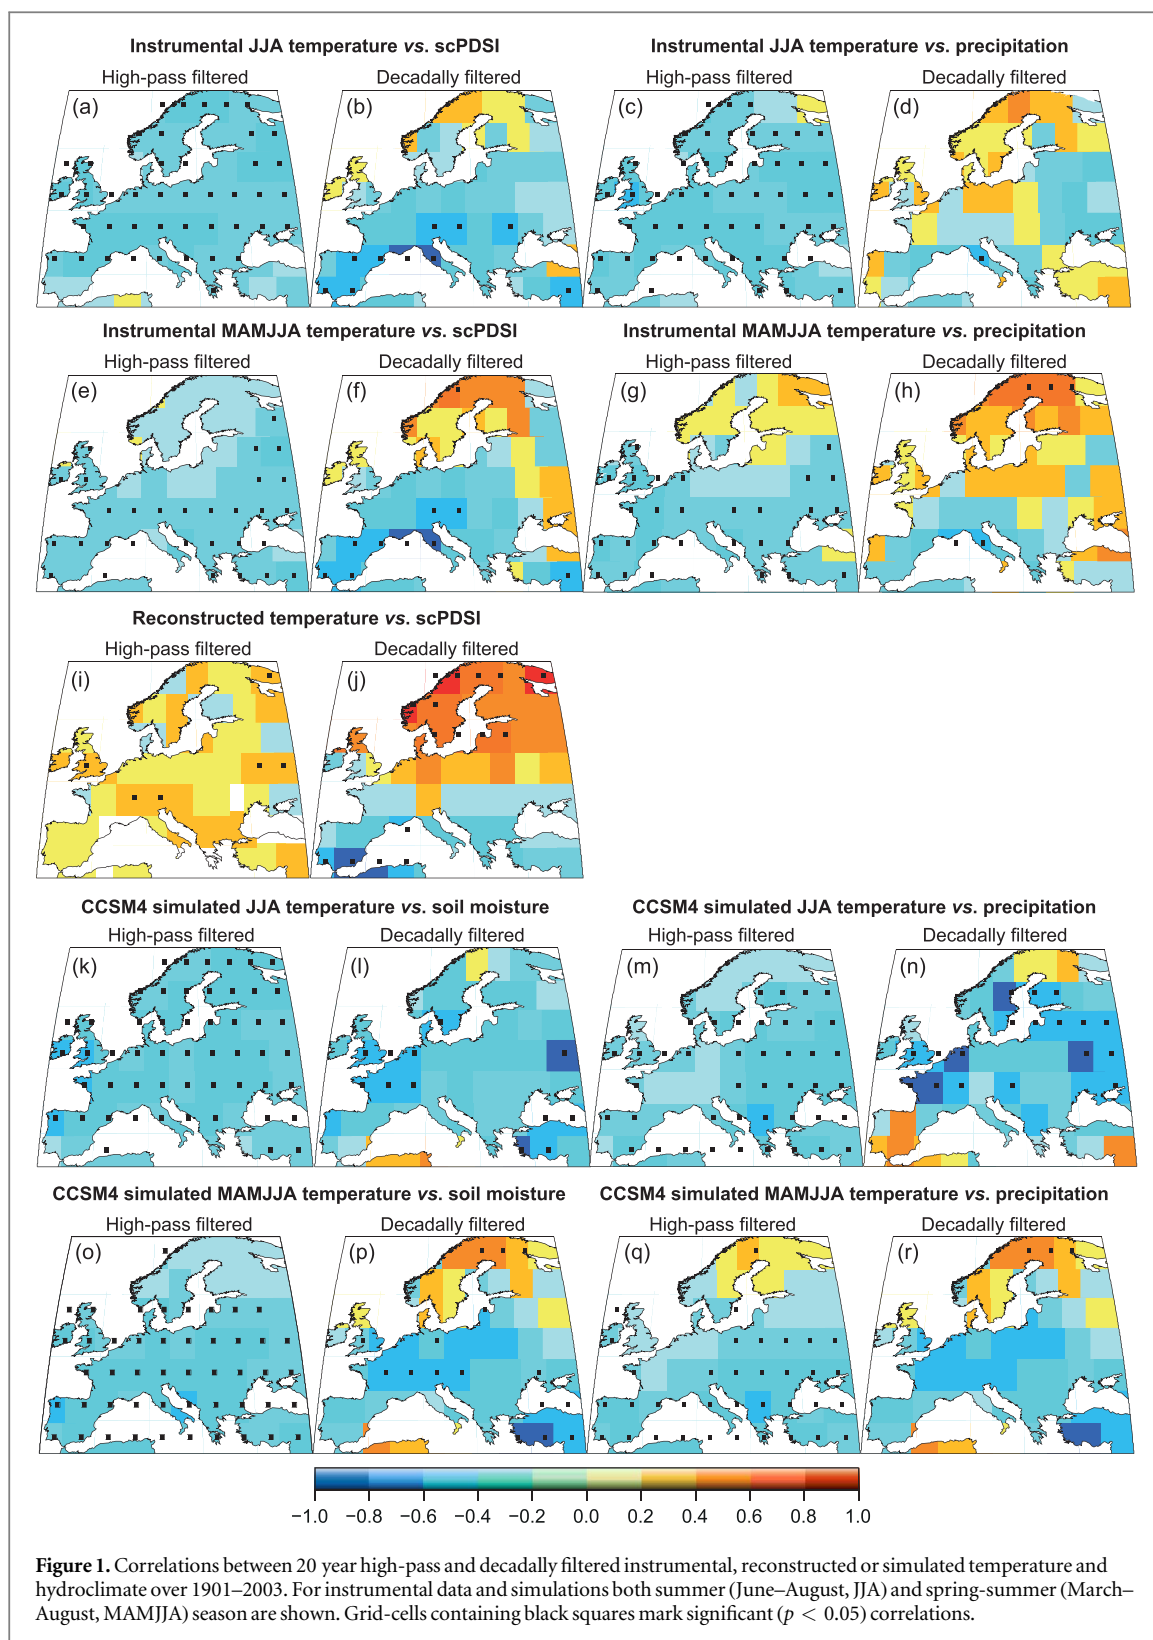 Instrumental JJA temperature vs. scPDSI
Instrumental JJA temperature vs. precipitation
High-pass filtered
Decadally filtered
High-pass filtered
Decadally filtered
(a)
(b)
(c)
(d)
Instrumental MAMJJA temperature vs. scPDSI
Instrumental MAMJJA temperature vs. precipitation
High-pass filtered
Decadally filtered
High-pass filtered
Decadally filtered
(e)
(f)
(g)
(h)
Reconstructed temperature vs. scPDSI
High-pass filtered
Decadally filtered
(i)
(j)
CCSM4 simulated JJA temperature vs. soil moisture
CCSM4 simulated JJA temperature vs. precipitation
High-pass filtered
Decadally filtered
High-pass filtered
Decadally filtered
(k)
(l)
(m)
(n)
CCSM4 simulated MAMJJA temperature vs. soil moisture
CCSM4 simulated MAMJJA temperature vs. precipitation
High-pass filtered
Decadally filtered
High-pass filtered
Decadally filtered
(o)
(p)
(q)
(r)
−1.0 −0.8 −0.6 −0.4 −0.2 0.0 0.2 0.4 0.6 0.8 1.0
Figure 1. Correlations between 20 year high-pass and decadally filtered instrumental, reconstructed or simulated temperature and
hydroclimate over 1901–2003. For instrumental data and simulations both summer (June–August, JJA) and spring-summer (March–
August, MAMJJA) season are shown. Grid-cells containing black squares mark significant (p < 0.05) correlations.